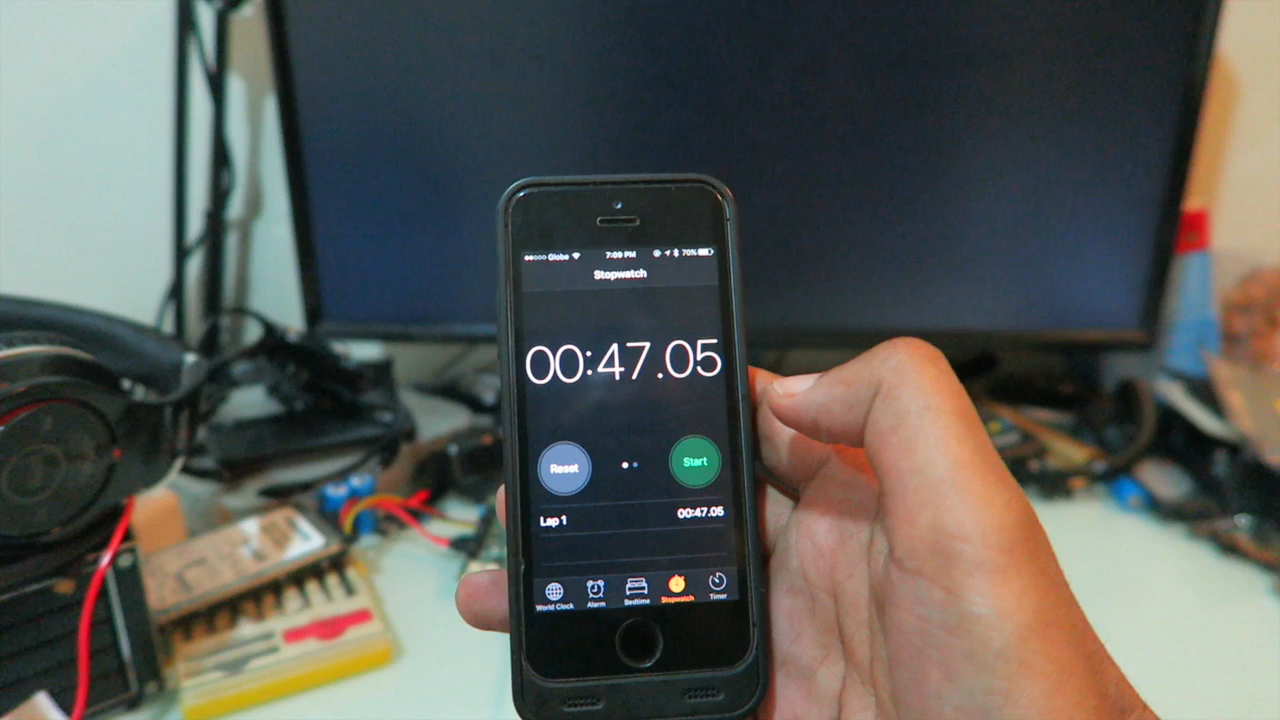 Globe 7:09 PM 70%
Stopwatch
00:47.05
Reset Start
Lap 1 00:47.05
World Clock Alarm Bedtime Stopwatch Timer